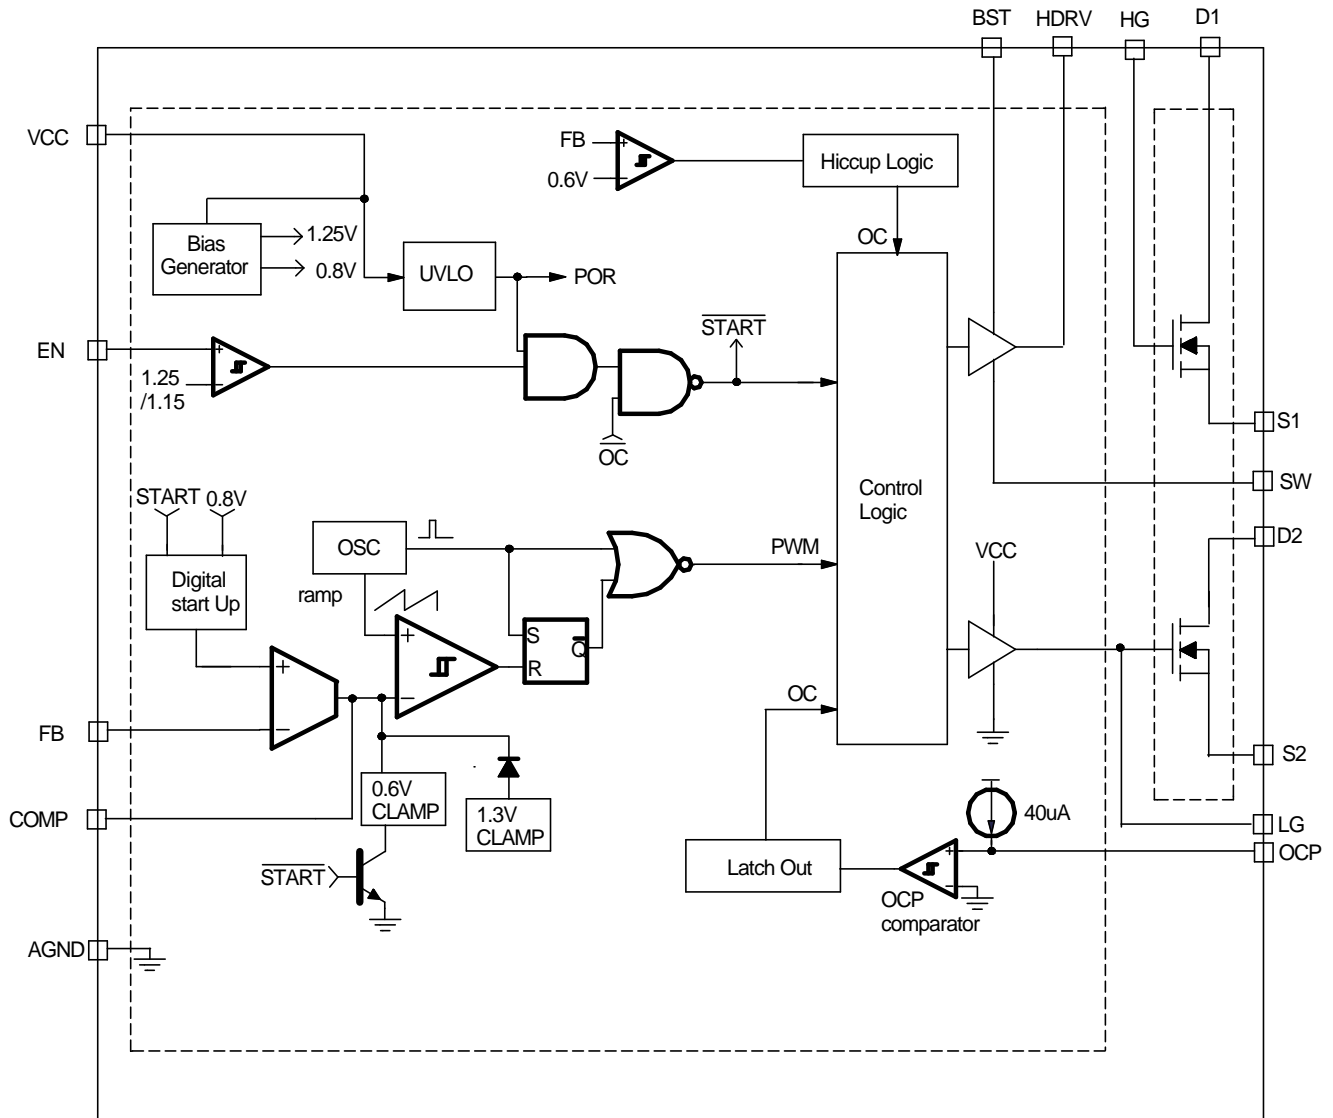 BST HDRV HG D1
VCC
FB
0.6V
Hiccup Logic
OC
Bias
Generator
1.25V
0.8V
UVLO
POR
START
EN
1.25
/1.15
OC
S1
SW
START 0.8V
Control
Logic
OSC
PWM
VCC
D2
Digital
start Up
ramp
S
R
Q
OC
FB
S2
0.6V
CLAMP
1.3V
CLAMP
COMP
40uA
LG
OCP
START
Latch Out
OCP
comparator
AGND